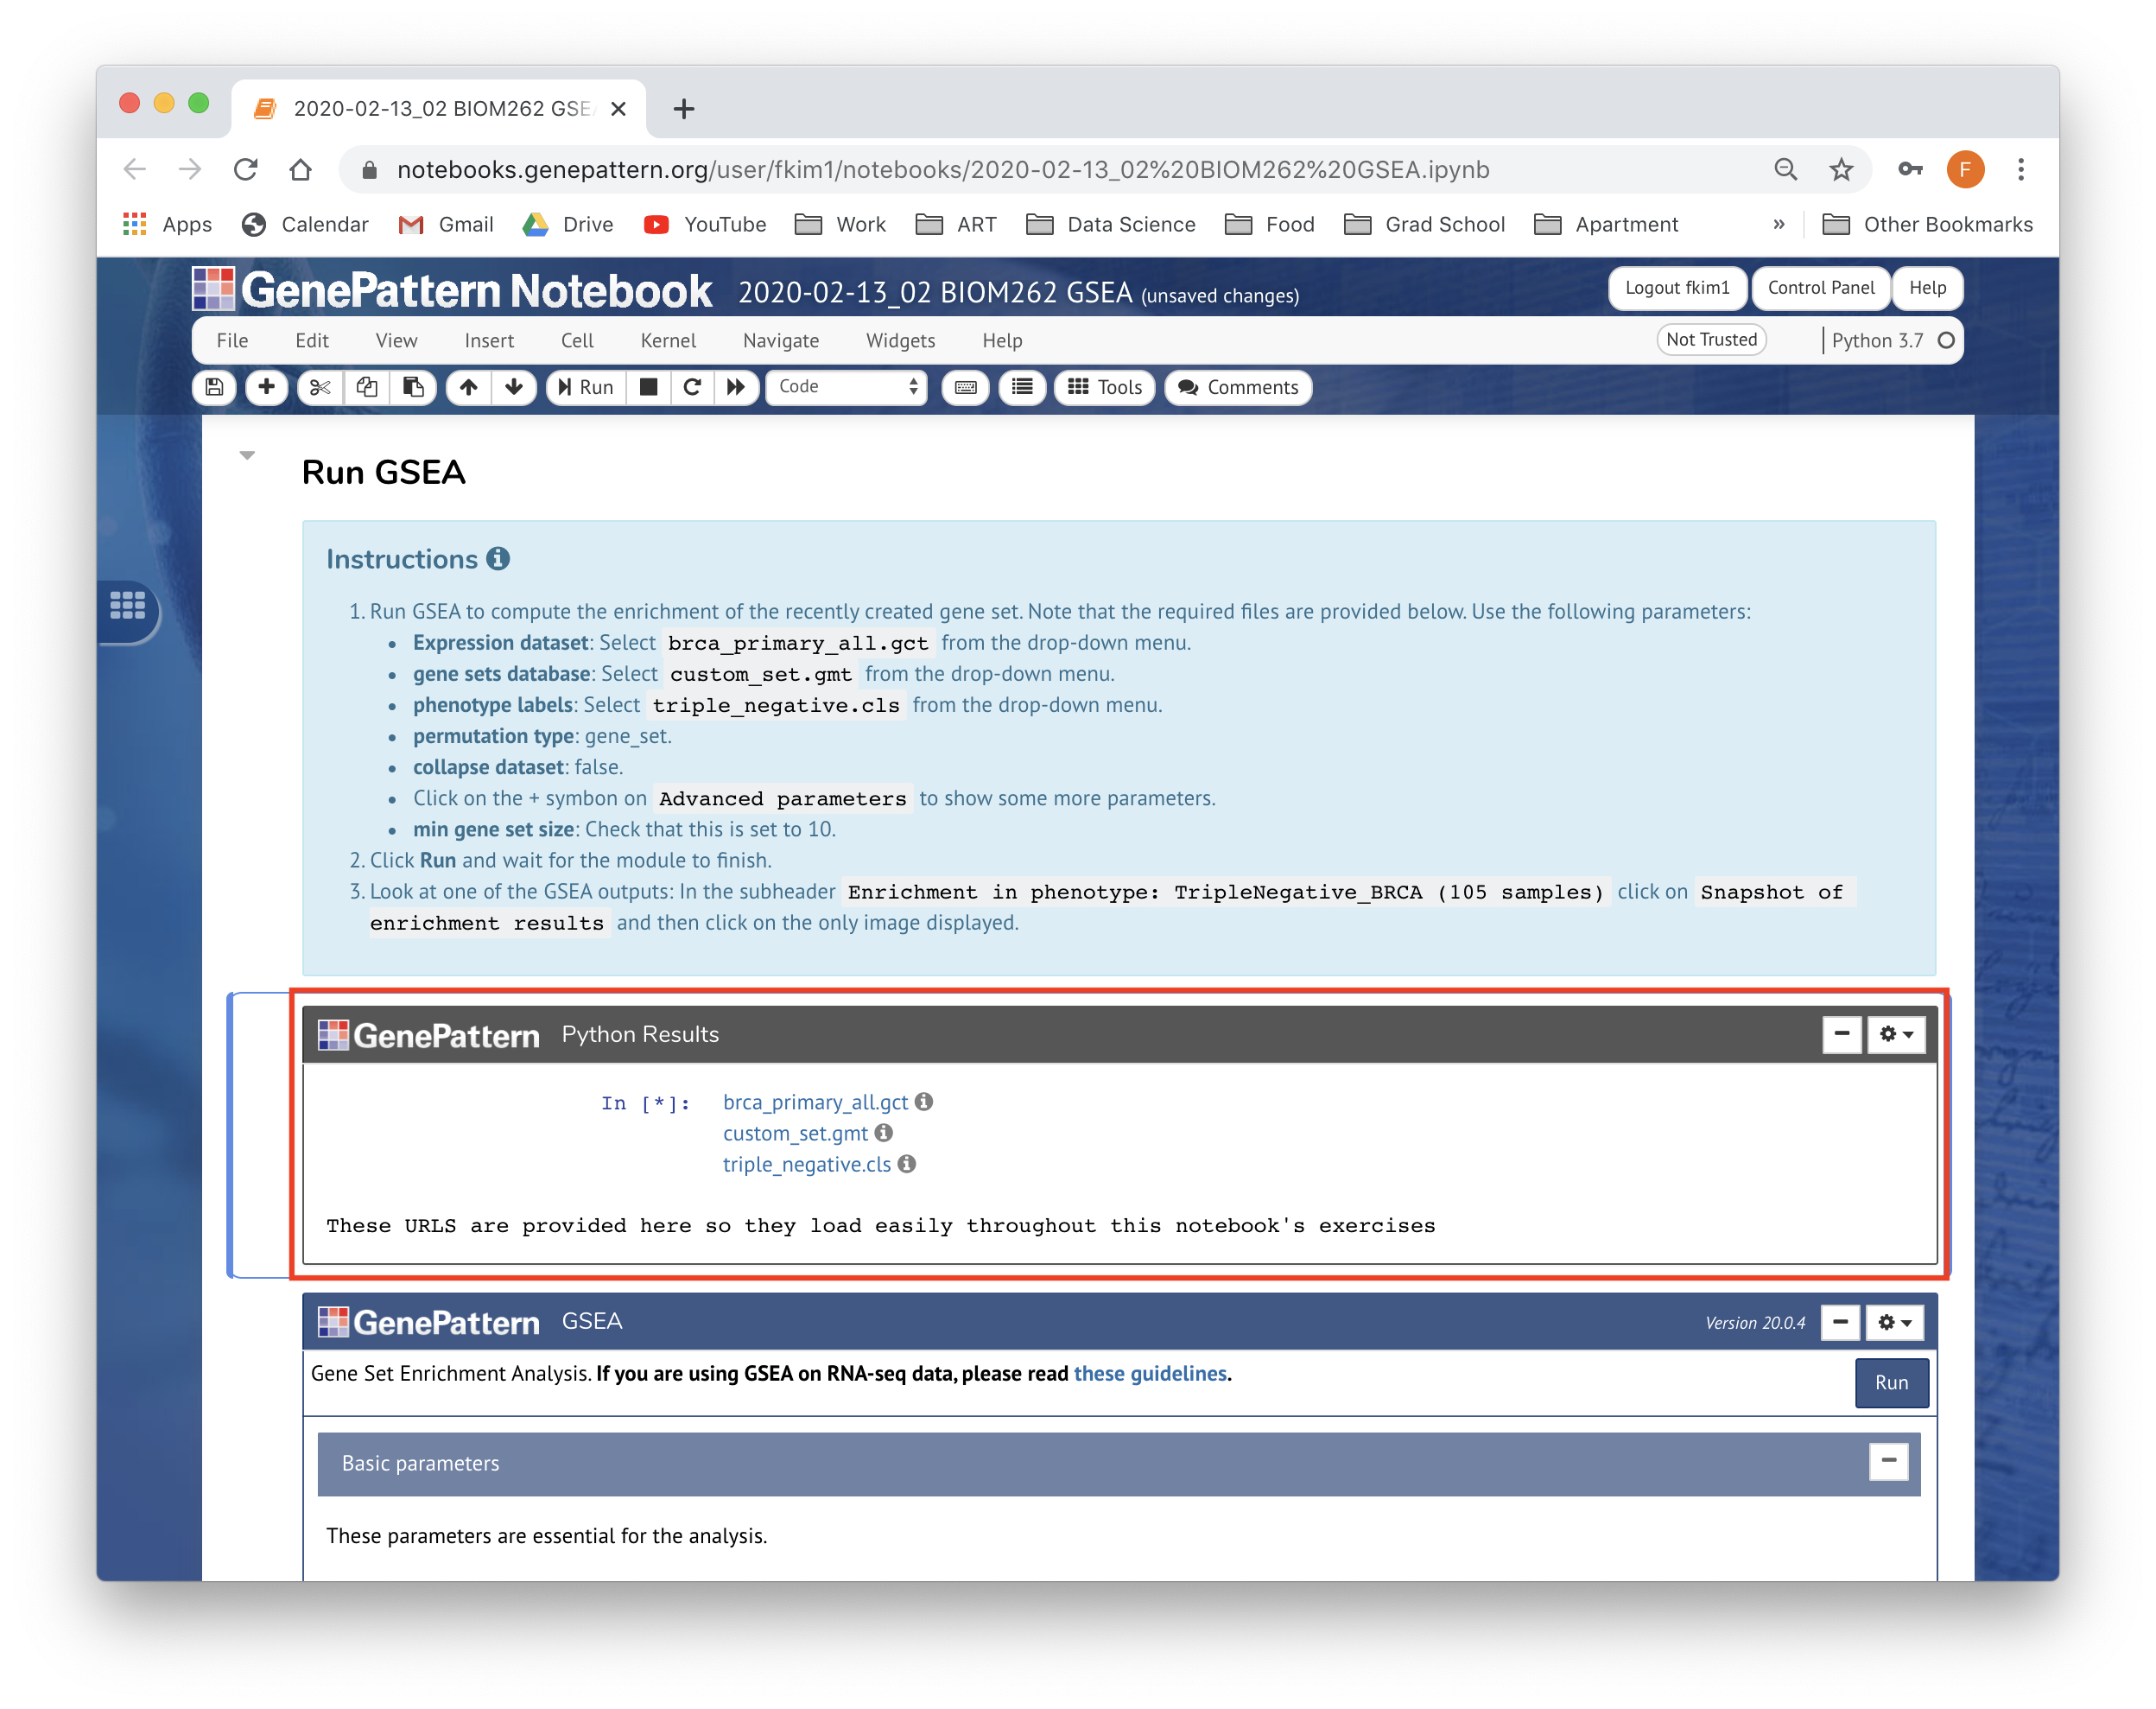 2020-02-13_02 BIOM262 GSE
notebooks.genepattern.org/user/fkim1/notebooks/2020-02-13_02%20BIOM262%20GSEA.ipynb
F
Apps Calendar Gmail Drive YouTube Work ART Data Science Food Grad School Apartment » Other Bookmarks
GenePattern Notebook 2020-02-13_02 BIOM262 GSEA (unsaved changes) Logout fkim1 Control Panel Help
File Edit View Insert Cell Kernel Navigate Widgets Help Not Trusted Python 3.7
Run Code Tools Comments
Run GSEA
Instructions
1. Run GSEA to compute the enrichment of the recently created gene set. Note that the required files are provided below. Use the following parameters:
• Expression dataset: Select brca_primary_all.gct from the drop-down menu.
• gene sets database: Select custom_set.gmt from the drop-down menu.
• phenotype labels: Select triple_negative.cls from the drop-down menu.
• permutation type: gene_set.
• collapse dataset: false.
• Click on the + symbon on Advanced parameters to show some more parameters.
• min gene set size: Check that this is set to 10.
2. Click Run and wait for the module to finish.
3. Look at one of the GSEA outputs: In the subheader Enrichment in phenotype: TripleNegative_BRCA (105 samples) click on Snapshot of
enrichment results and then click on the only image displayed.
GenePattern Python Results
In [*]: brca_primary_all.gct
custom_set.gmt
triple_negative.cls
These URLS are provided here so they load easily throughout this notebook's exercises
GenePattern GSEA Version 20.0.4
Gene Set Enrichment Analysis. If you are using GSEA on RNA-seq data, please read these guidelines.
Run
Basic parameters
These parameters are essential for the analysis.